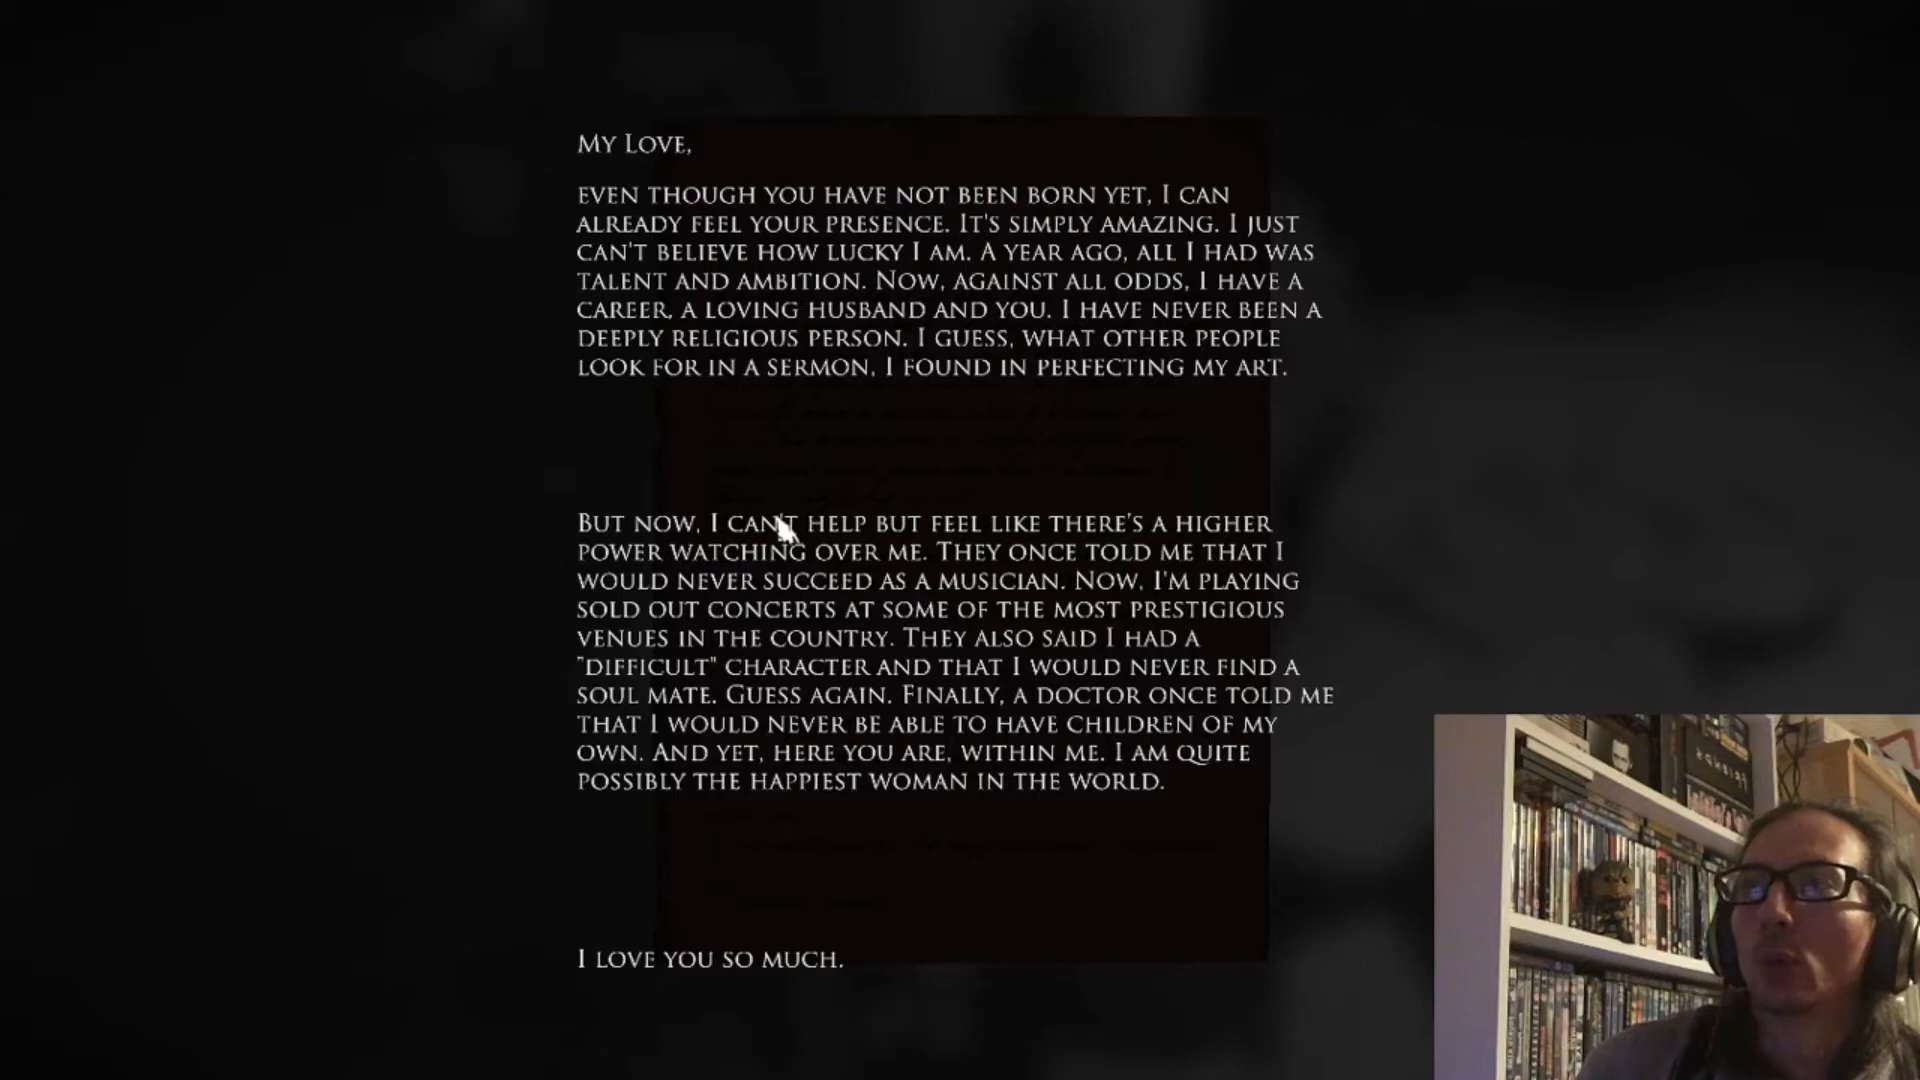 My Love,
even though you have not been born yet, I can
already feel your presence. It's simply amazing. I just
can't believe how lucky I am. A year ago, all I had was
talent and ambition. Now, against all odds, I have a
career, a loving husband and you. I have never been a
deeply religious person. I guess, what other people
look for in a sermon, I found in perfecting my art.
But now, I can't help but feel like there's a higher
power watching over me. They once told me that I
would never succeed as a musician. Now, I'm playing
sold out concerts at some of the most prestigious
venues in the country. They also said I had a
"difficult" character and that I would never find a
soul mate. Guess again. Finally, a doctor once told me
that I would never be able to have children of my
own. And yet, here you are, within me. I am quite
possibly the happiest woman in the world.
I love you so much.